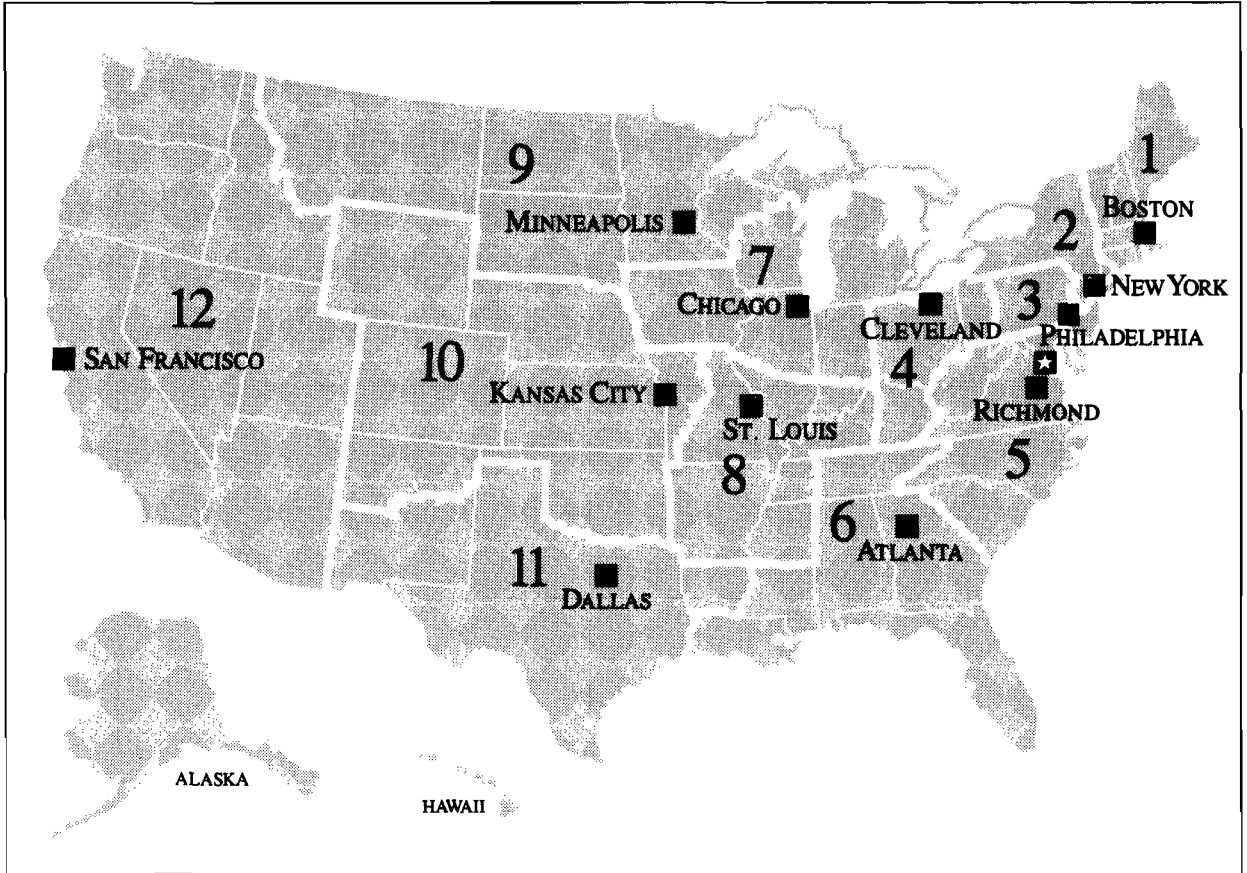 1
BOSTON
9
MINNEAPOLIS
2
7
NEW YORK
3
CHICAGO
12
CLEVELAND
PHILADELPHIA
SAN FRANCISCO
10
4
KANSAS CITY
RICHMOND
ST. LOUIS
5
8
6
ATLANTA
11
DALLAS
ALASKA
HAWAII